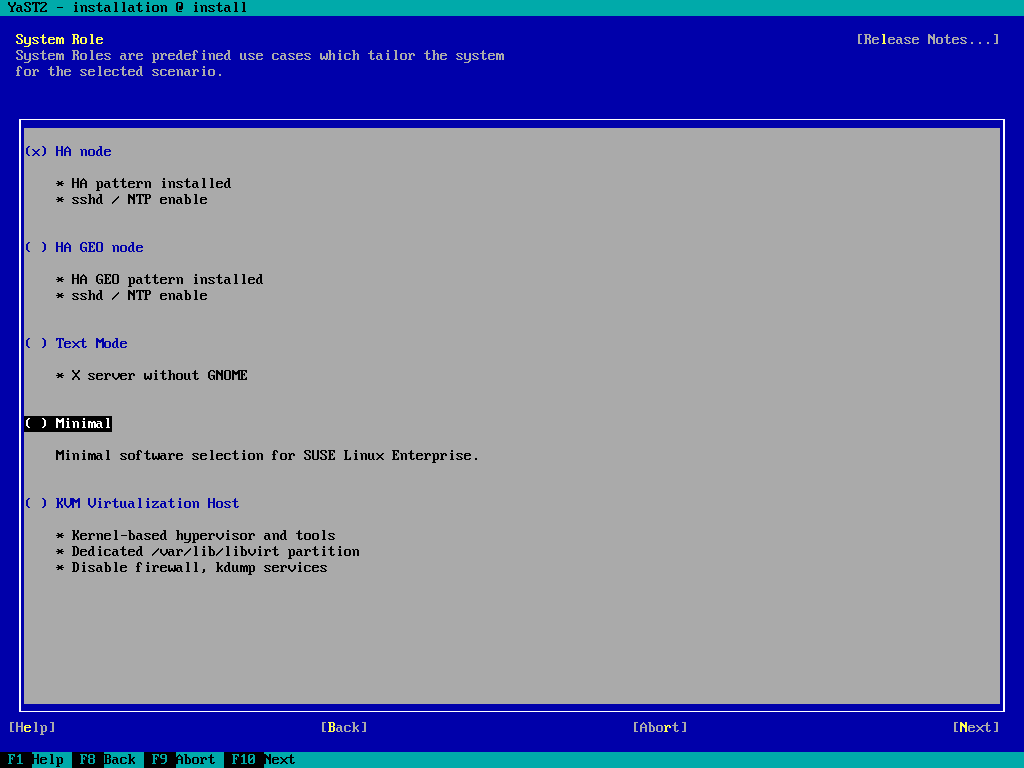 YaST2 - installation @ install
System Role [Release Notes...]
System Roles are predefined use cases which tailor the system
for the selected scenario.
(x) HA node
* HA pattern installed
* sshd / NTP enable
( ) HA GEO node
* HA GEO pattern installed
* sshd / NTP enable
( ) Text Mode
* X server without GNOME
( ) Minimal
Minimal software selection for SUSE Linux Enterprise.
( ) KVM Virtualization Host
* Kernel-based hypervisor and tools
* Dedicated /var/lib/libvirt partition
* Disable firewall, kdump services
[Help] [Back] [Abort] [Next]
F1 Help F8 Back F9 Abort F10 Next